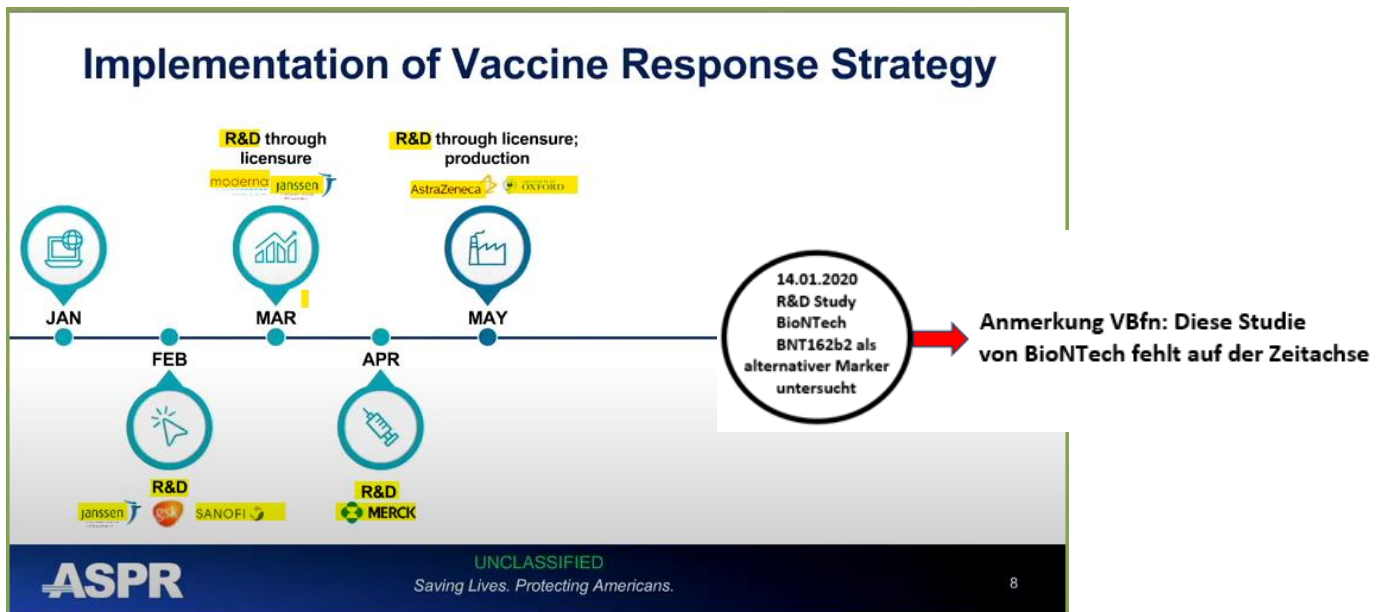 Implementation of Vaccine Response Strategy
R&D through
licensure
moderna
janssen
R&D through licensure;
production
AstraZeneca
OXFORD
JAN
MAR
MAY
FEB
APR
R&D
janssen
gsk
SANOFI
R&D
MERCK
14.01.2020
R&D Study
BioNTech
BNT162b2 als
alternativer Marker
untersucht
Anmerkung VBfn: Diese Studie
von BioNTech fehlt auf der Zeitachse
ASPR
UNCLASSIFIED
Saving Lives. Protecting Americans.
8